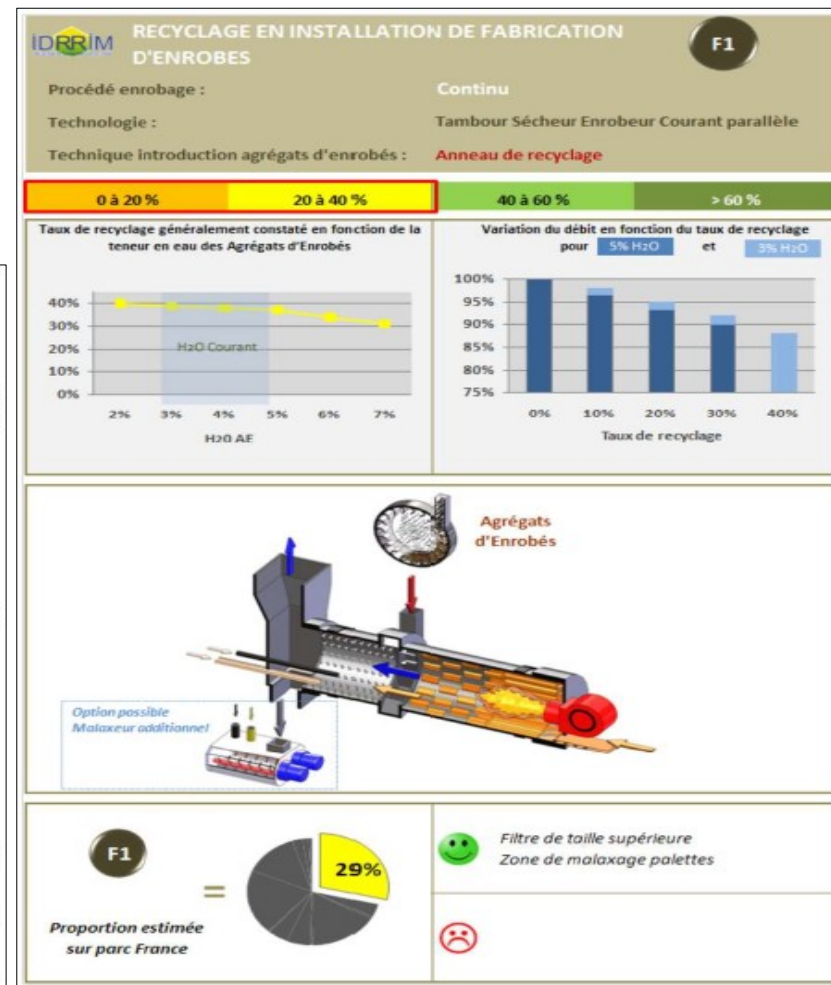 IDRRIM
RECYCLAGE EN INSTALLATION DE FABRICATION
D'ENROBES
F1
Procédé enrobage :
Continu
Technologie :
Tambour Sécheur Enrobeur Courant parallèle
Technique introduction agrégats d'enrobés :
Anneau de recyclage
0 à 20 %
20 à 40 %
40 à 60 %
> 60 %
Taux de recyclage généralement constaté en fonction de la
teneur en eau des Agrégats d'Enrobés
40%
30%
20%
10%
0%
H2O Courant
2% 3% 4% 5% 6% 7%
H20 AE
Variation du débit en fonction du taux de recyclage
pour 5% H2O et 3% H2O
100%
95%
90%
85%
80%
75%
0% 10% 20% 30% 40%
Taux de recyclage
Agrégats
d'Enrobés
Option possible
Malaxeur additionnel
F1
=
29%
Proportion estimée
sur parc France
Filtre de taille supérieure
Zone de malaxage palettes